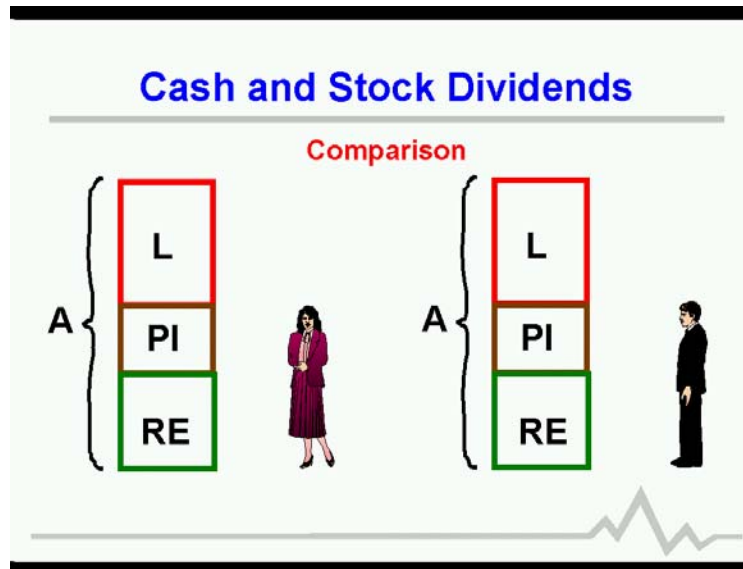 Cash and Stock Dividends
Comparison
A
L
PI
RE
A
L
PI
RE